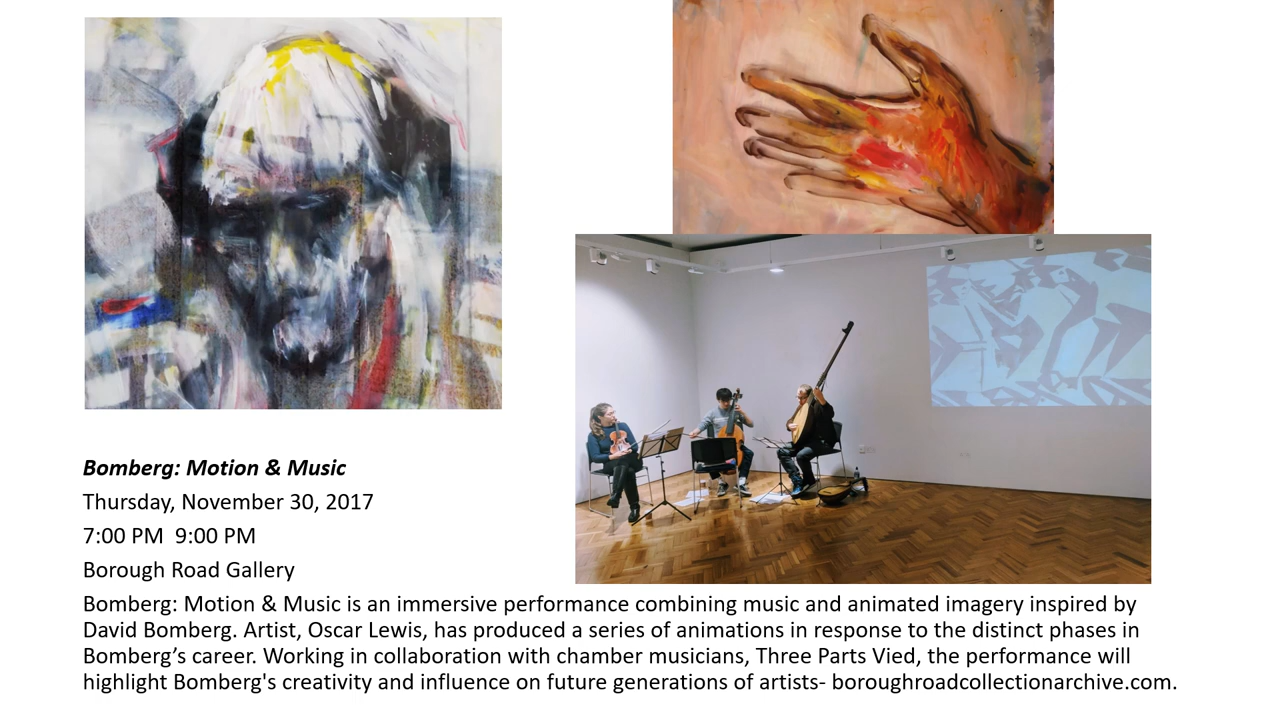 Bomberg: Motion & Music
Thursday, November 30, 2017
7:00 PM  9:00 PM
Borough Road Gallery
Bomberg: Motion & Music is an immersive performance combining music and animated imagery inspired by
David Bomberg. Artist, Oscar Lewis, has produced a series of animations in response to the distinct phases in
Bomberg’s career. Working in collaboration with chamber musicians, Three Parts Vied, the performance will
highlight Bomberg's creativity and influence on future generations of artists- boroughroadcollectionarchive.com.